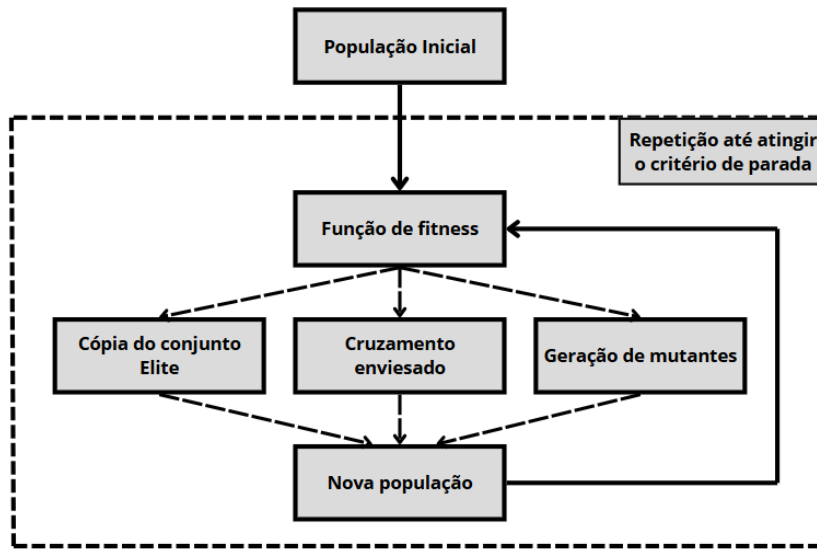 População Inicial
Repetição até atingir
o critério de parada
Função de fitness
Cópia do conjunto
Elite
Cruzamento
enviesado
Geração de mutantes
Nova população